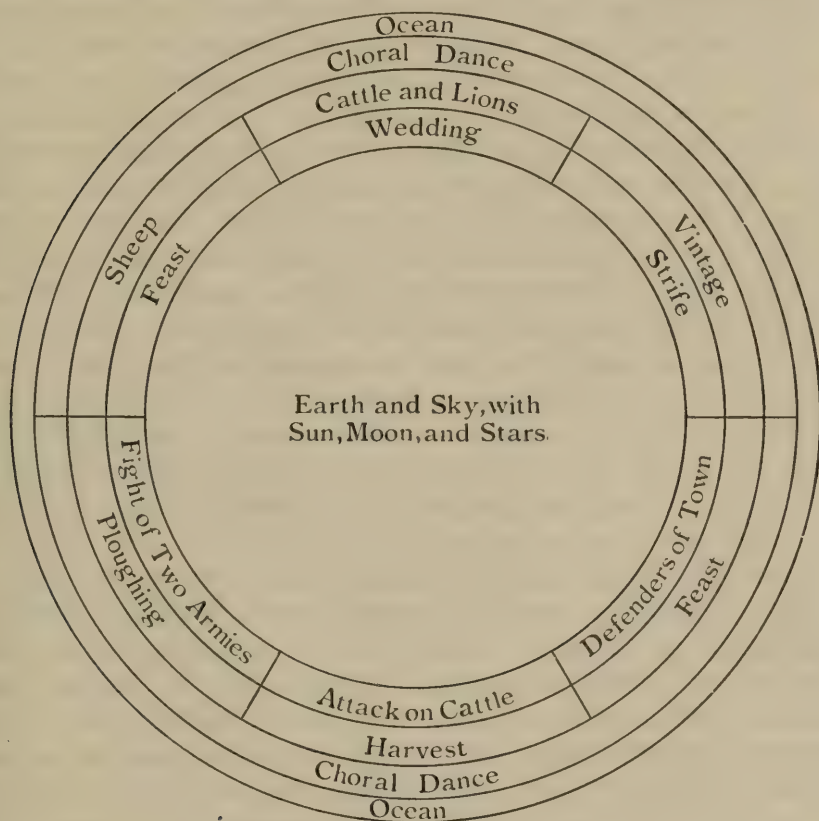 Ocean
Choral Dance
Cattle and Lions
Wedding
Sheep
Feast
Vintage
Strife
Earth and Sky, with
Sun, Moon, and Stars.
Fight of Two Armies
Ploughing
Defenders of Town
Feast
Attack on Cattle
Harvest
Choral Dance
Ocean